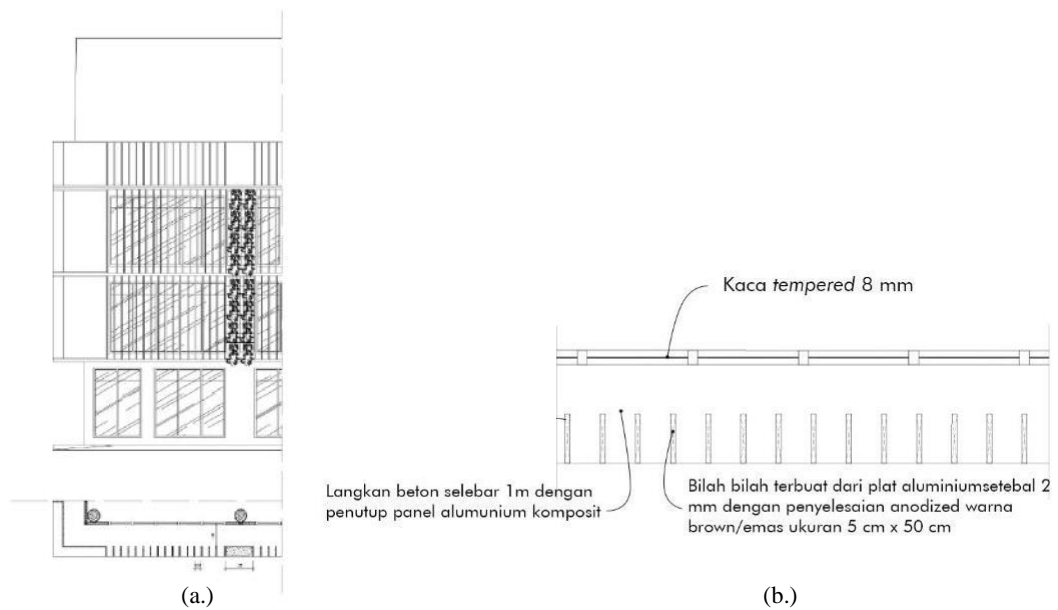 Kaca tempered 8 mm
Langkan beton selebar 1m dengan
penutup panel alumunium komposit
Bilah bilah terbuat dari plat aluminiumsetebal 2
mm dengan penyelesaian anodized warna
brown/emas ukuran 5 cm x 50 cm
(a.)
(b.)